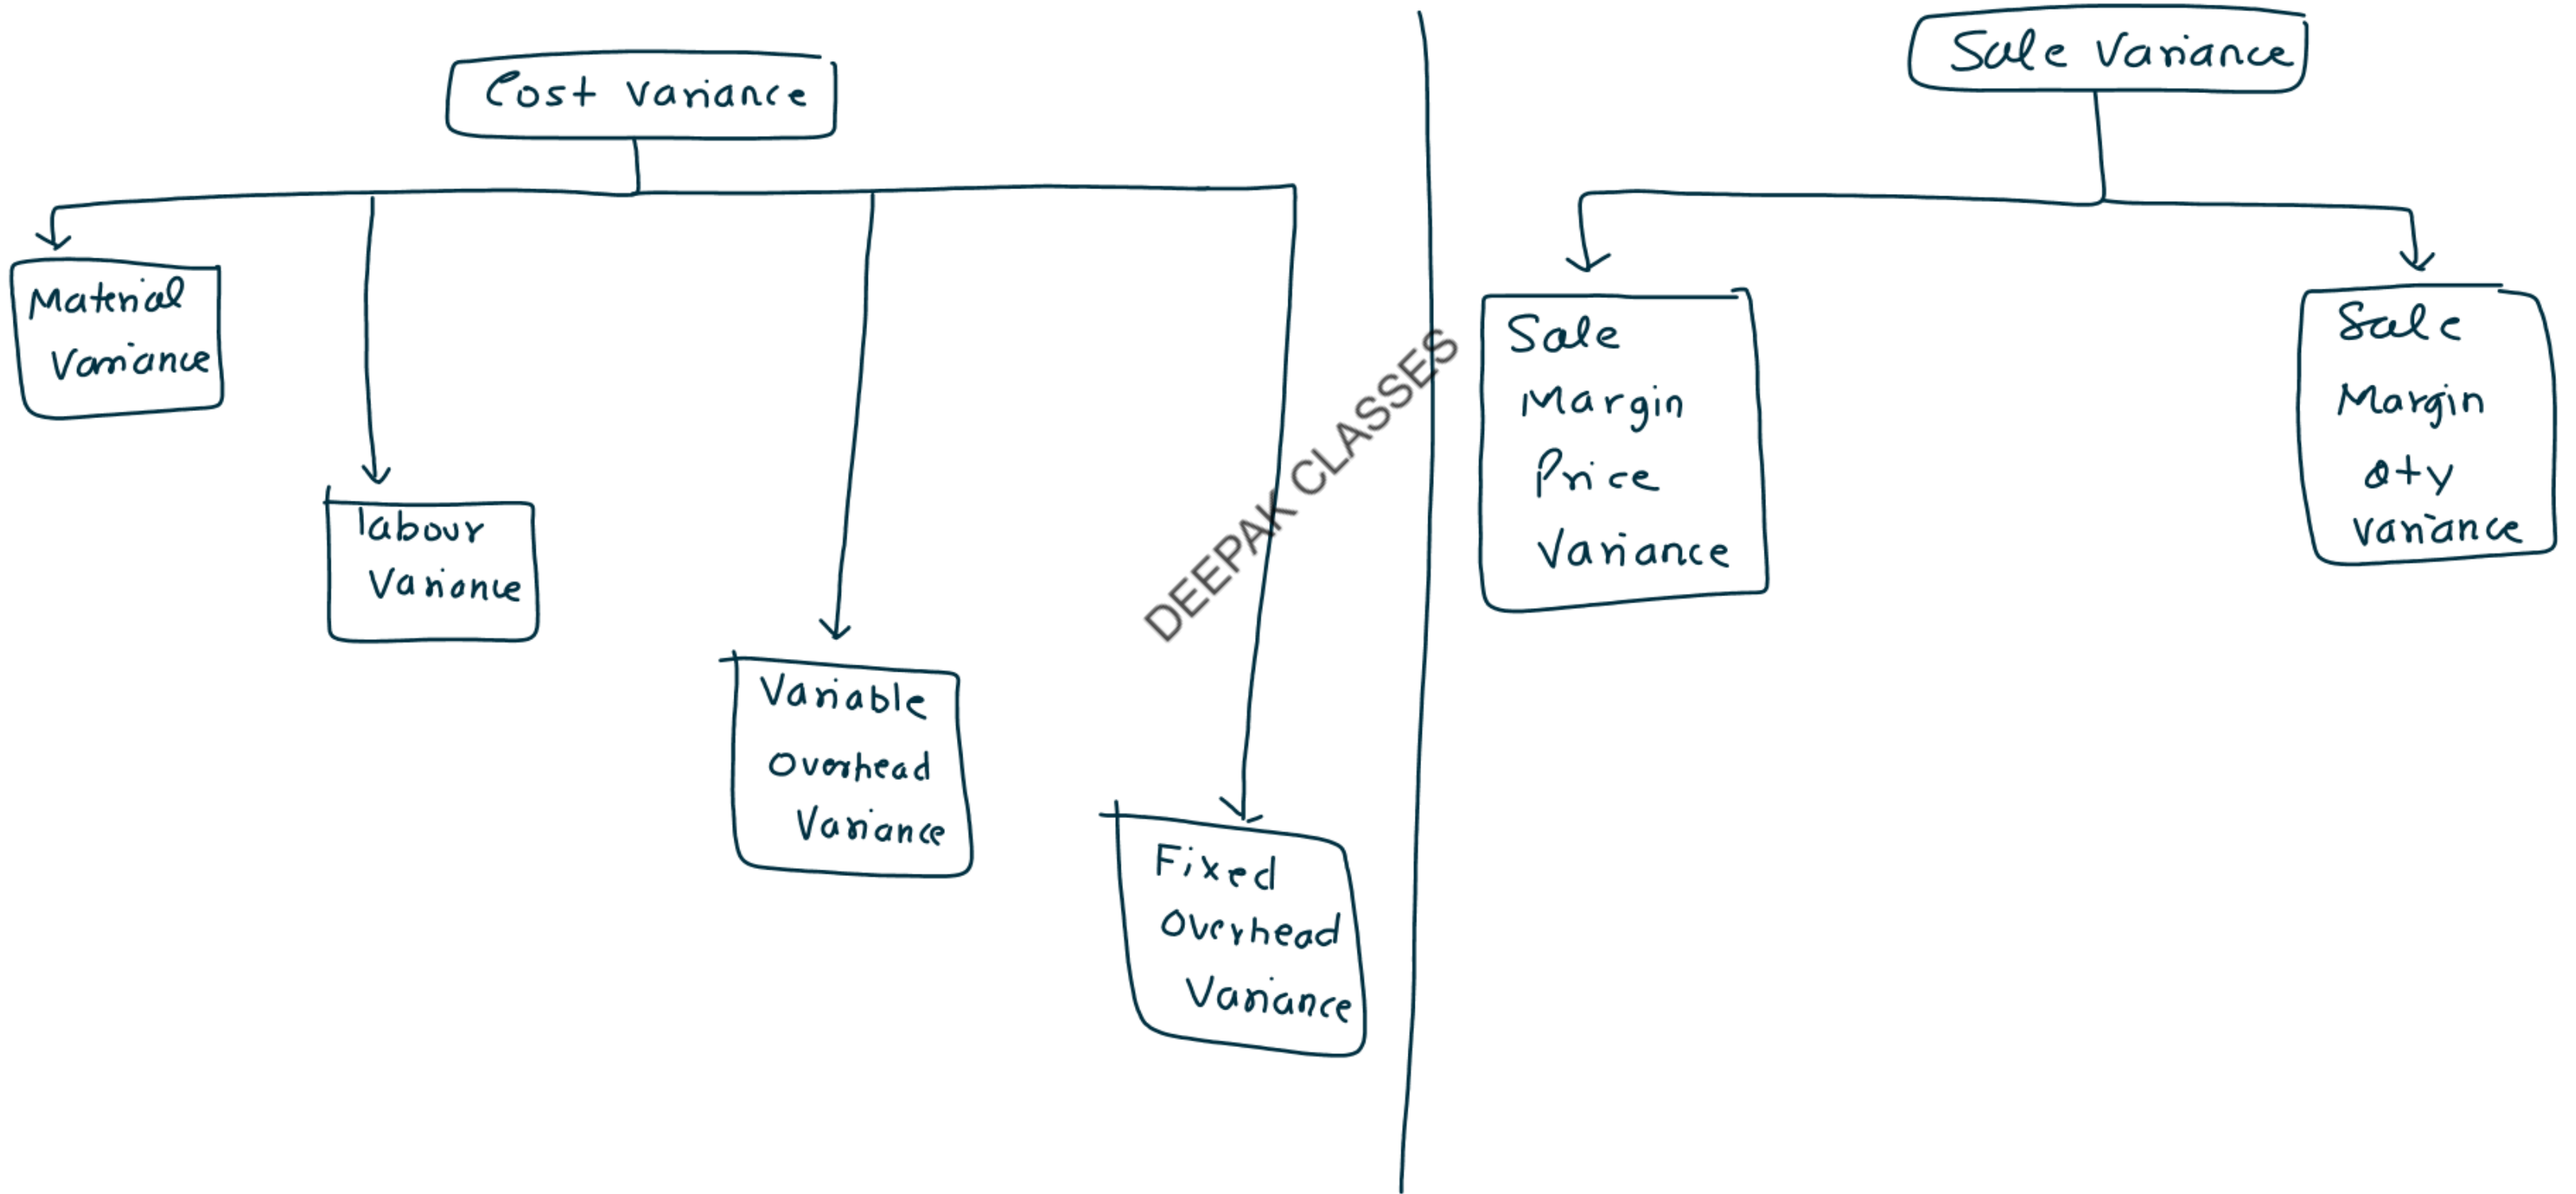 Cost variance
Material
Variance
labour
Variance
Variable
Overhead
Variance
Fixed
Overhead
Variance
DEEPAK CLASSES
Sale Variance
Sale
Margin
Price
Variance
Sale
Margin
Qty
variance